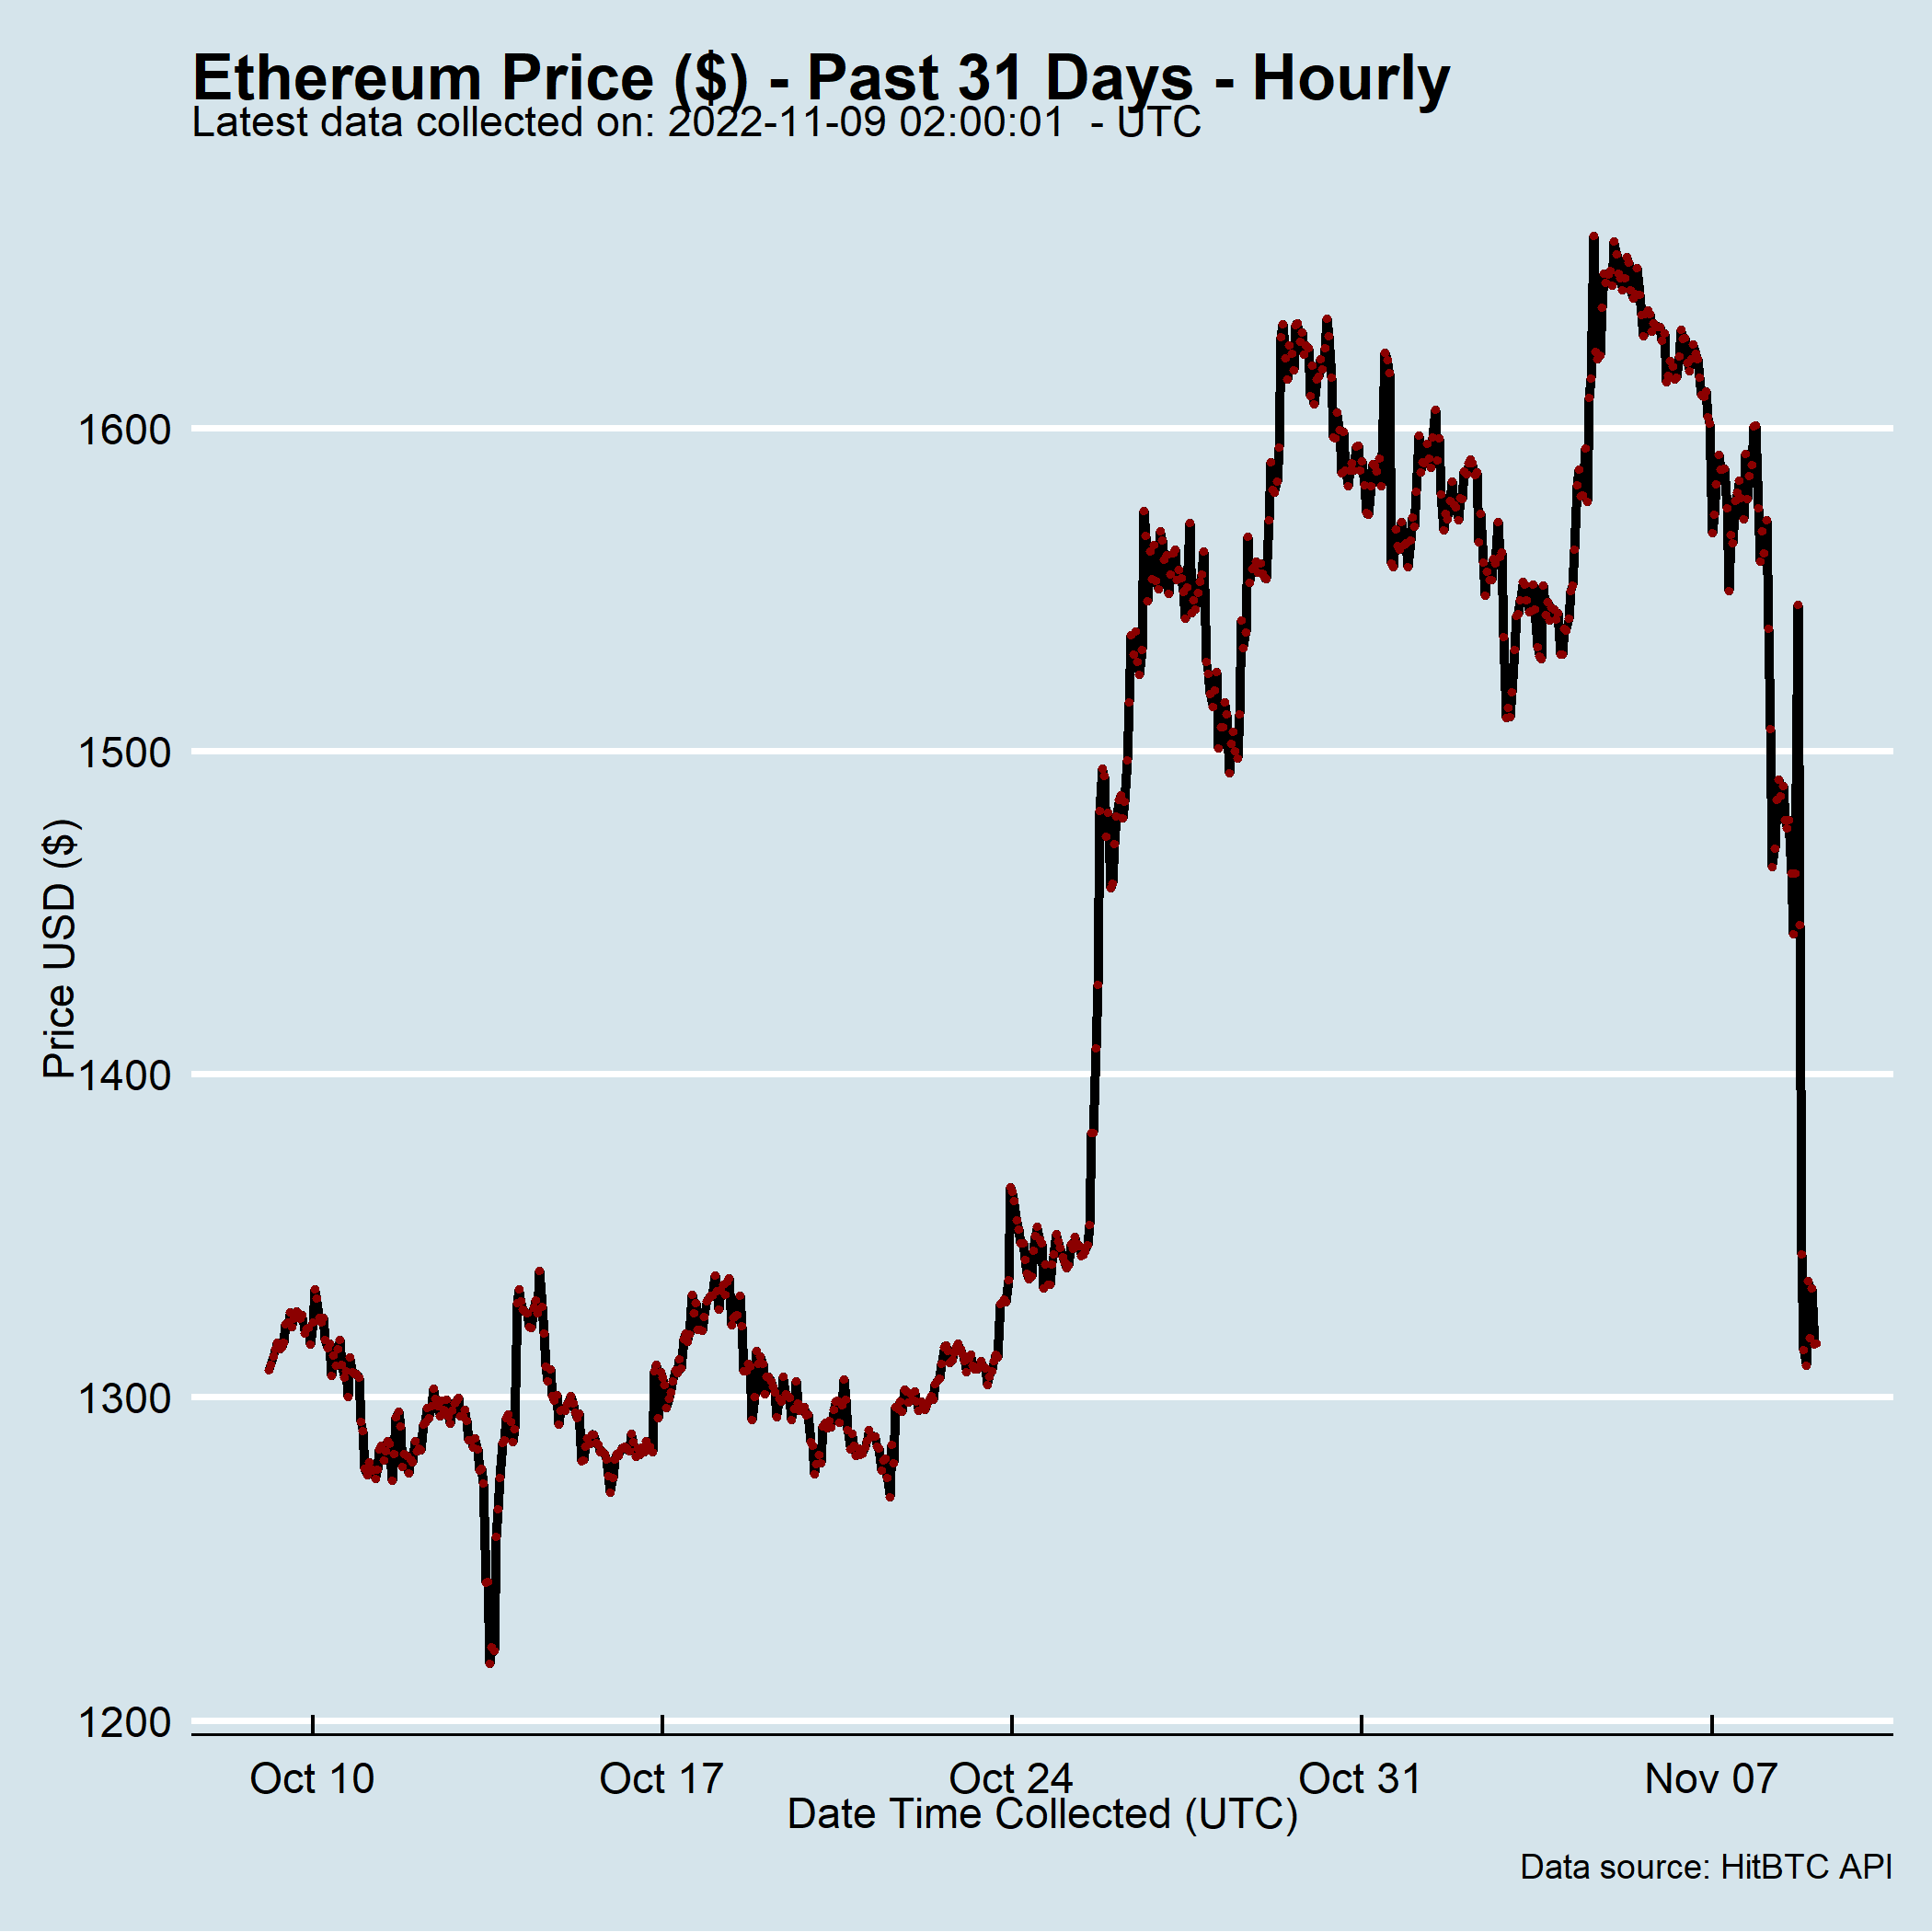 Ethereum Price ($) - Past 31 Days - Hourly
Latest data collected on: 2022-11-09 02:00:01  - UTC
1600
1500
1400
1300
1200
Price USD ($)
Oct 10 Oct 17 Oct 24 Oct 31 Nov 07
Date Time Collected (UTC)
Data source: HitBTC API